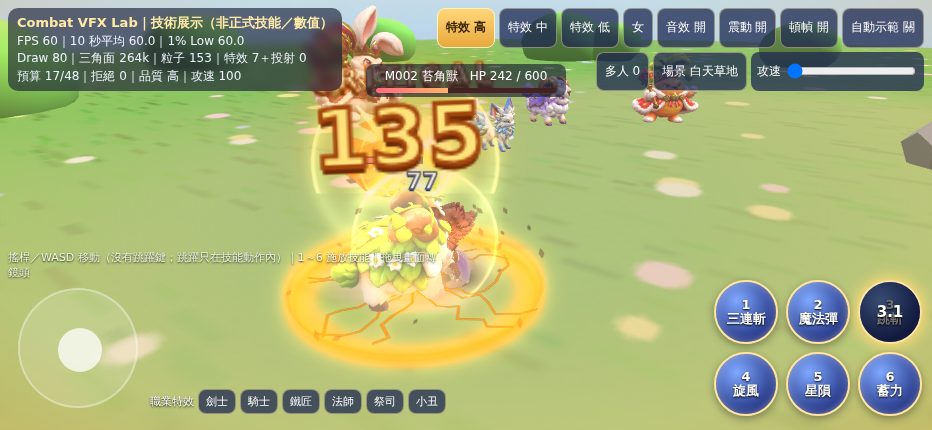 Combat VFX Lab｜技術展示（非正式技能／數值）
FPS 60｜10 秒平均 60.0｜1% Low 60.0
Draw 80｜三角面 264k｜粒子 153｜特效 7＋投射 0
預算 17/48｜拒絕 0｜品質 高｜攻速 100
特效 高
特效 中
特效 低
女
音效 開
震動 開
頓幀 開
自動示範 關
多人 0
場景 白天草地
攻速
M002 苔角獸 HP 242 / 600
135
77
搖桿／WASD 移動（沒有跳躍鍵；跳躍只在技能動作內）｜1～6 施放技能｜拖曳畫面轉
鏡頭
1
三連斬
2
魔法彈
3.1
4
旋風
5
星隕
6
蓄力
職業特效
劍士
騎士
鐵匠
法師
祭司
小丑